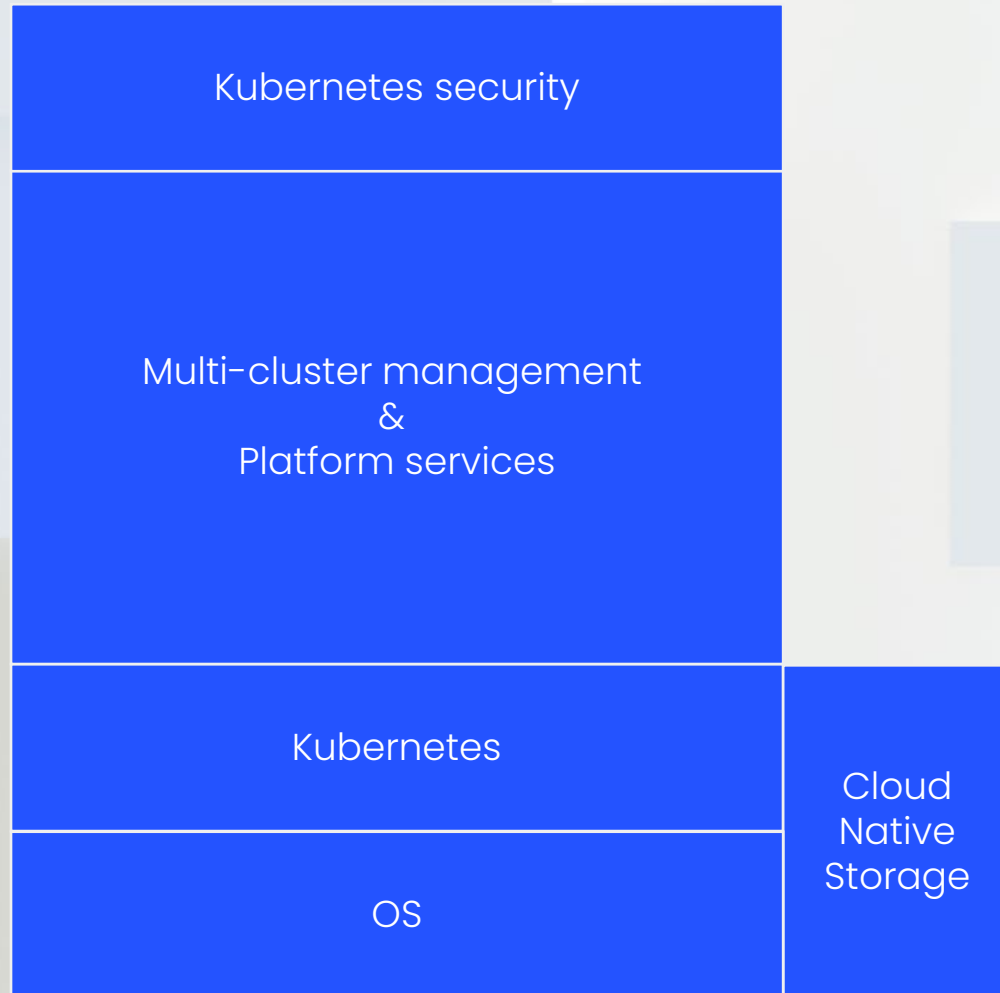 Kubernetes security
Multi-cluster management
&
Platform services
Kubernetes
Cloud
Native
Storage
OS